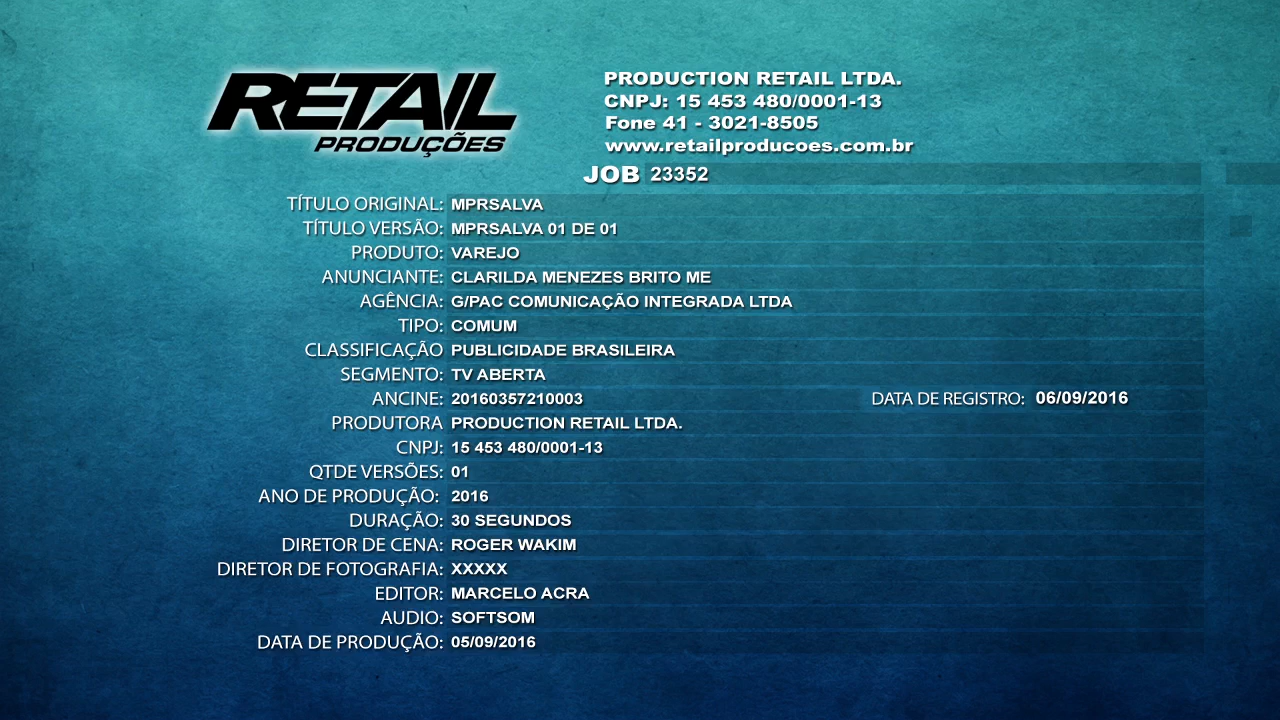 RETAIL
PRODUÇÕES
PRODUCTION RETAIL LTDA.
CNPJ: 15 453 480/0001-13
Fone 41 - 3021-8505
www.retailproducoes.com.br
JOB 23352
TÍTULO ORIGINAL: MPRSALVA
TÍTULO VERSÃO: MPRSALVA 01 DE 01
PRODUTO: VAREJO
ANUNCIANTE: CLARILDA MENEZES BRITO ME
AGÊNCIA: G/PAC COMUNICAÇÃO INTEGRADA LTDA
TIPO: COMUM
CLASSIFICAÇÃO PUBLICIDADE BRASILEIRA
SEGMENTO: TV ABERTA
ANCINE: 20160357210003 DATA DE REGISTRO: 06/09/2016
PRODUTORA PRODUCTION RETAIL LTDA.
CNPJ: 15 453 480/0001-13
QTDE VERSÕES: 01
ANO DE PRODUÇÃO: 2016
DURAÇÃO: 30 SEGUNDOS
DIRETOR DE CENA: ROGER WAKIM
DIRETOR DE FOTOGRAFIA: XXXXX
EDITOR: MARCELO ACRA
AUDIO: SOFTSOM
DATA DE PRODUÇÃO: 05/09/2016